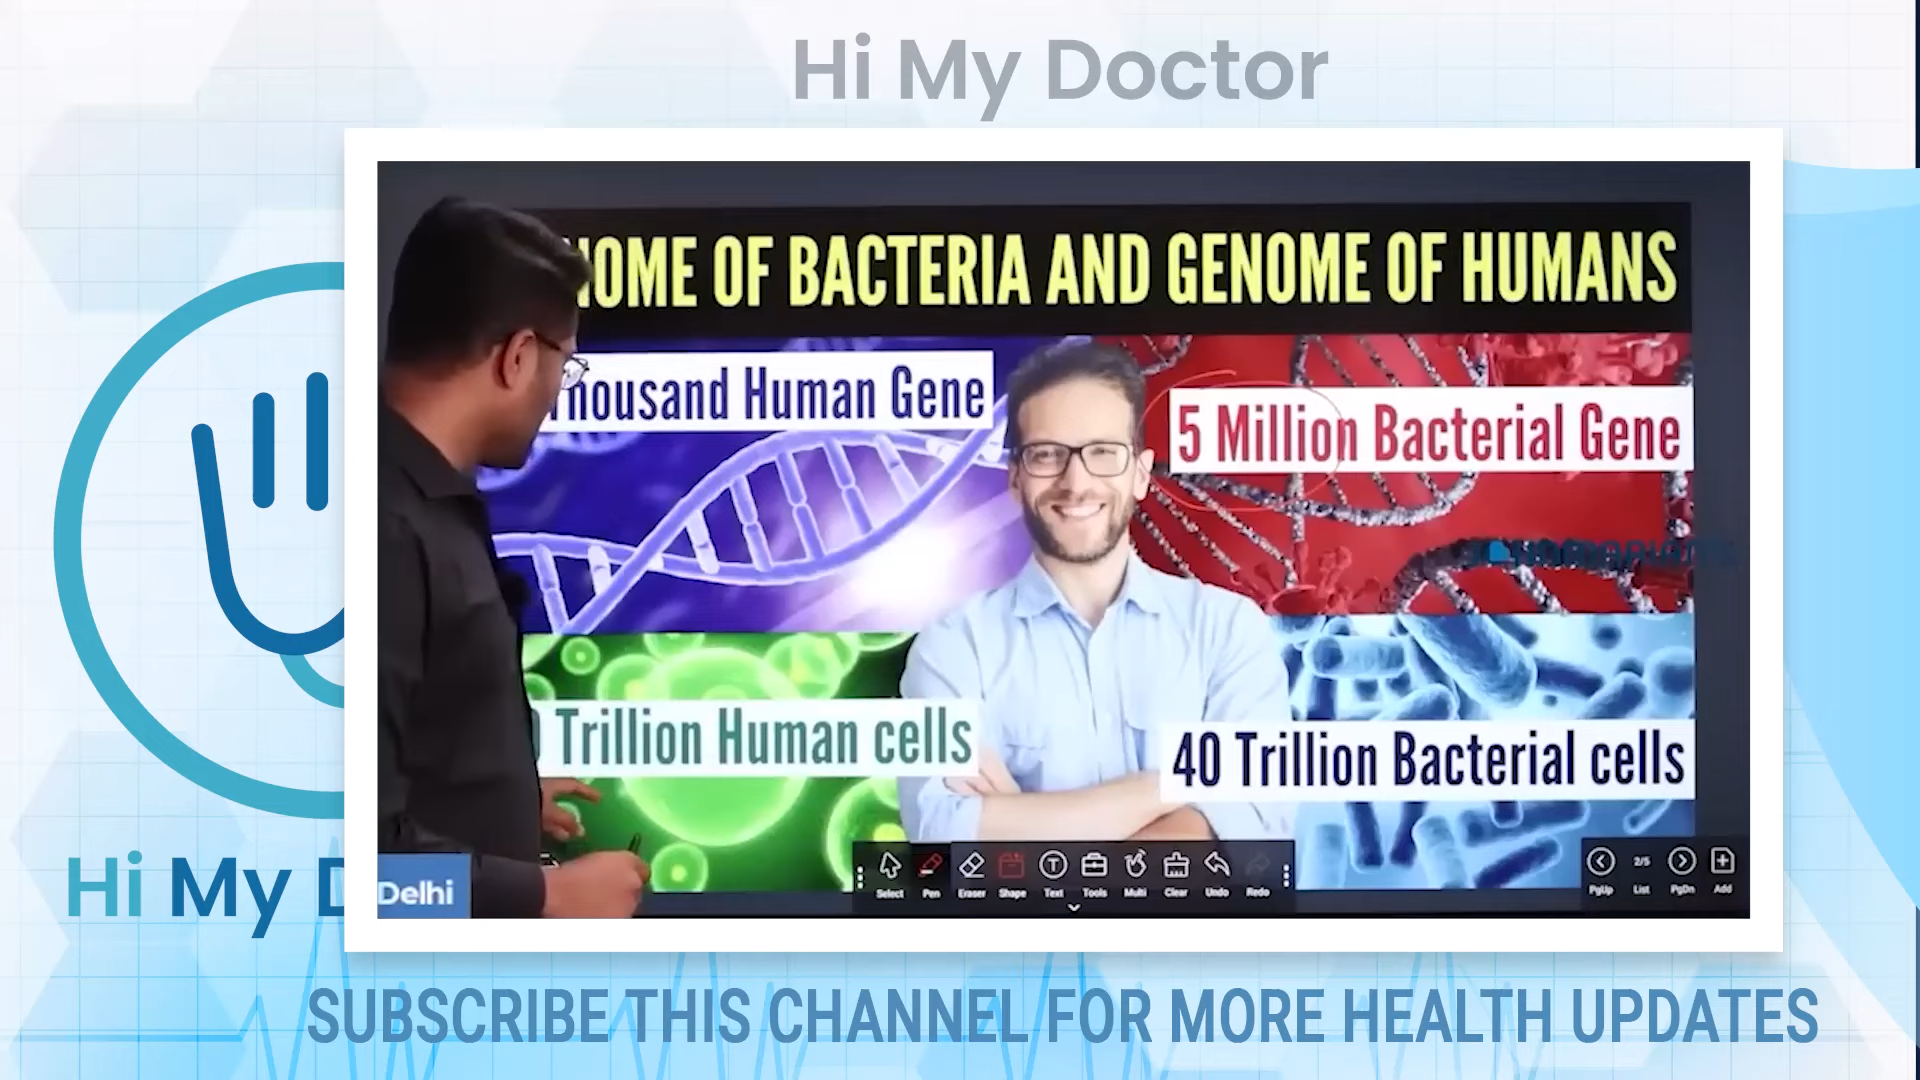 Hi My Doctor
OME OF BACTERIA AND GENOME OF HUMANS
Thousand Human Gene
5 Million Bacterial Gene
Trillion Human cells
40 Trillion Bacterial cells
Select Pen Eraser Shape Text Tools Multi Clear Undo Redo
PgUp 2/5 List PgDn Add
Delhi
Hi My D
SUBSCRIBE THIS CHANNEL FOR MORE HEALTH UPDATES